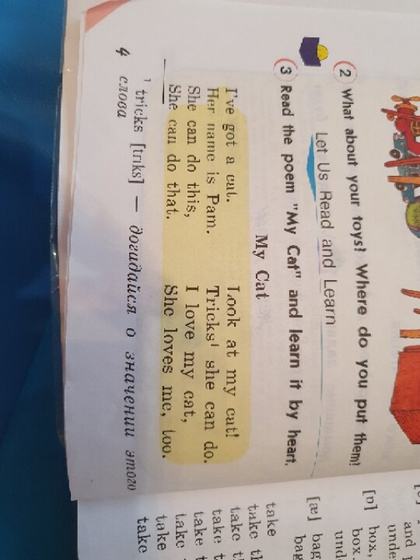 2 What about your toys? Where do you put them?
Let Us Read and Learn
3 Read the poem "My Cat" and learn it by heart.
My Cat
I've got a cat.
Her name is Pam.
She can do this,
She can do that.
Look at my cat!
Tricks¹ she can do.
I love my cat,
She loves me, too.
¹ tricks [trɪks] — догидайся о значении этого
слова
4
[ɒ] box,
box.
[æ] bag
bag
take
take
take
take
take
take
take